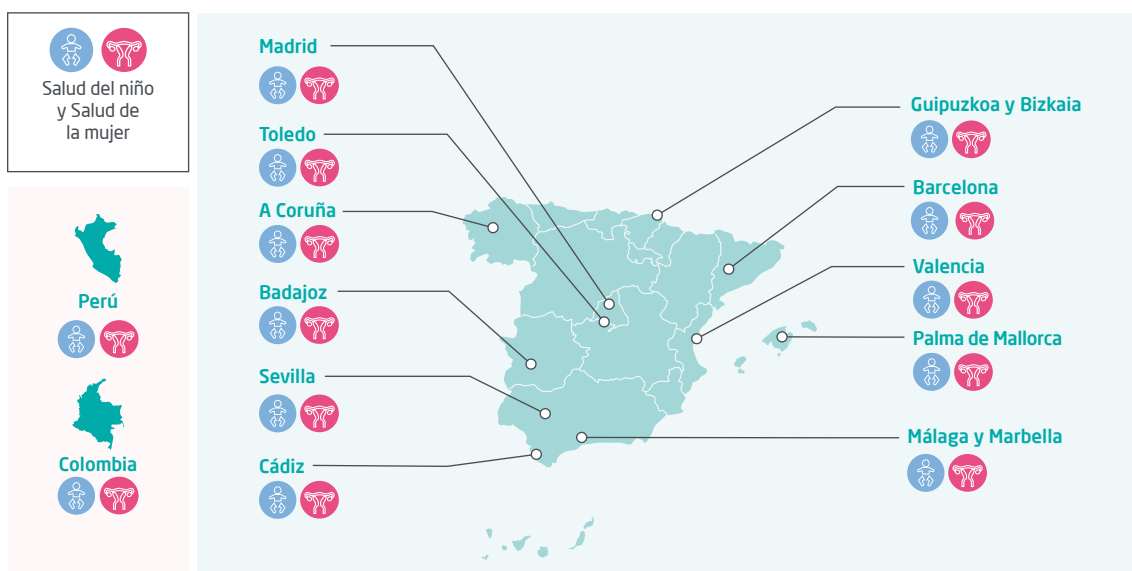 Salud del niño
y Salud de
la mujer
Perú
Colombia
Madrid
Toledo
A Coruña
Badajoz
Sevilla
Cádiz
Guipuzkoa y Bizkaia
Barcelona
Valencia
Palma de Mallorca
Málaga y Marbella